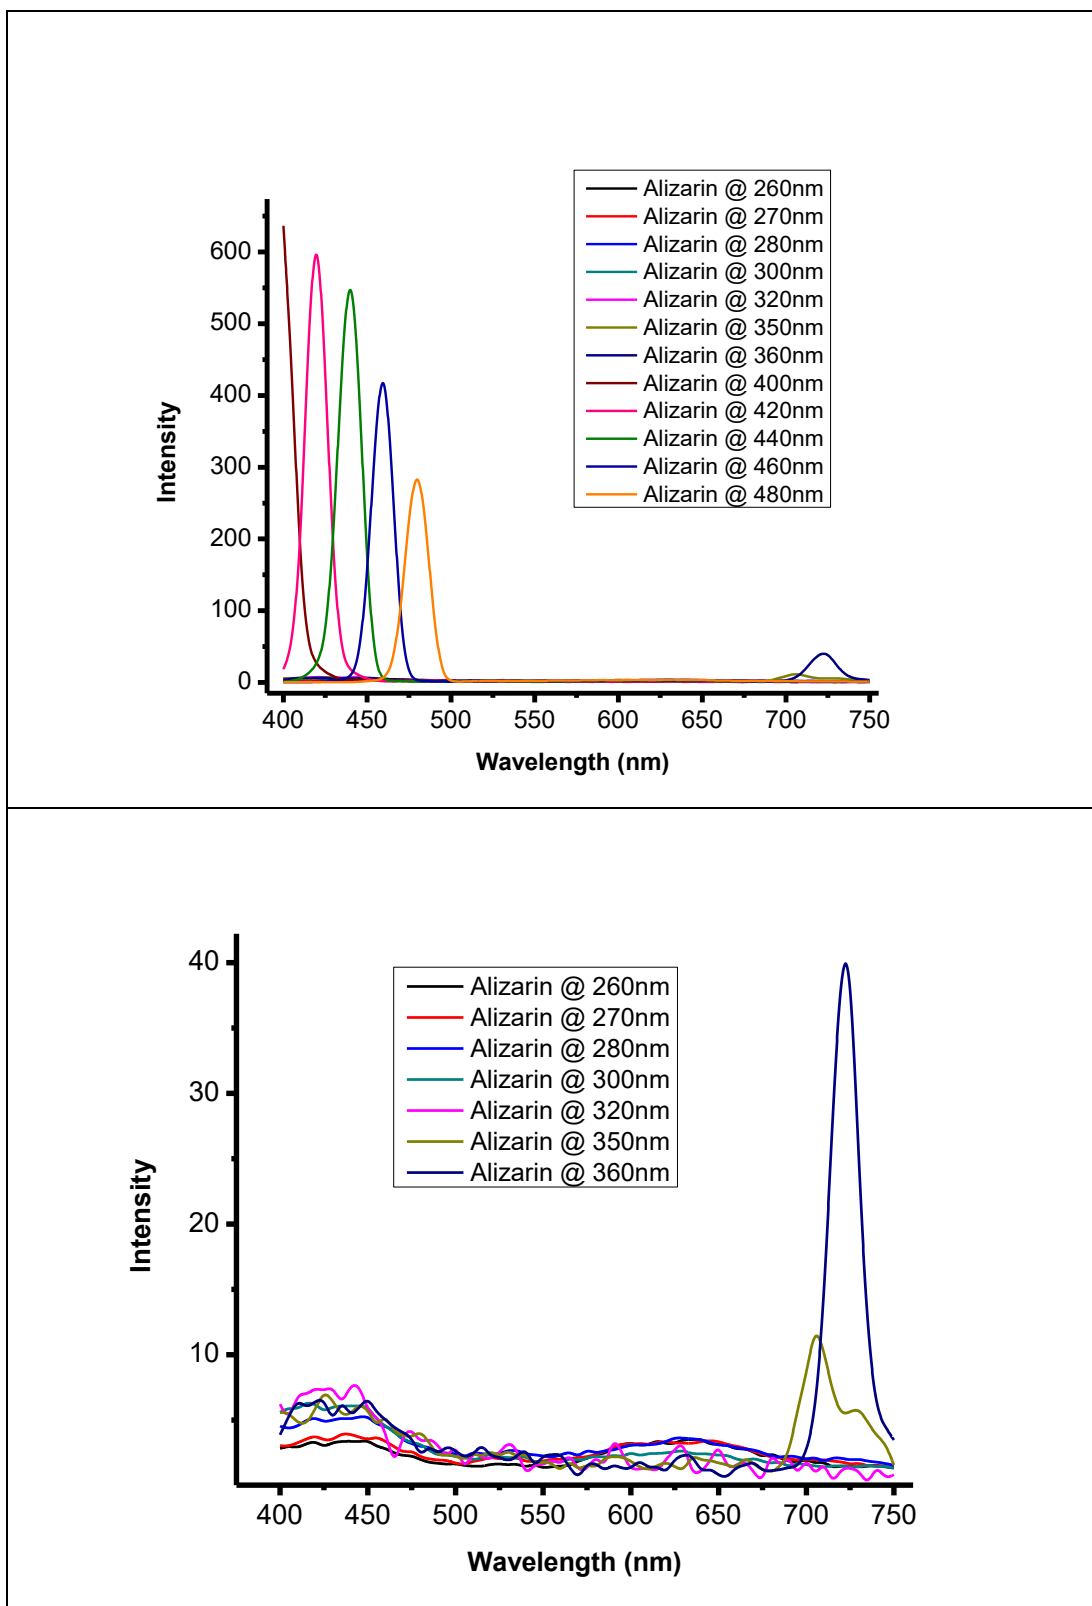 Alizarin @ 260nm
Alizarin @ 270nm
Alizarin @ 280nm
Alizarin @ 300nm
Alizarin @ 320nm
Alizarin @ 350nm
Alizarin @ 360nm
Alizarin @ 400nm
Alizarin @ 420nm
Alizarin @ 440nm
Alizarin @ 460nm
Alizarin @ 480nm
600
500
400
300
200
100
0
Intensity
400 450 500 550 600 650 700 750
Wavelength (nm)
40
30
20
10
Intensity
Alizarin @ 260nm
Alizarin @ 270nm
Alizarin @ 280nm
Alizarin @ 300nm
Alizarin @ 320nm
Alizarin @ 350nm
Alizarin @ 360nm
400 450 500 550 600 650 700 750
Wavelength (nm)